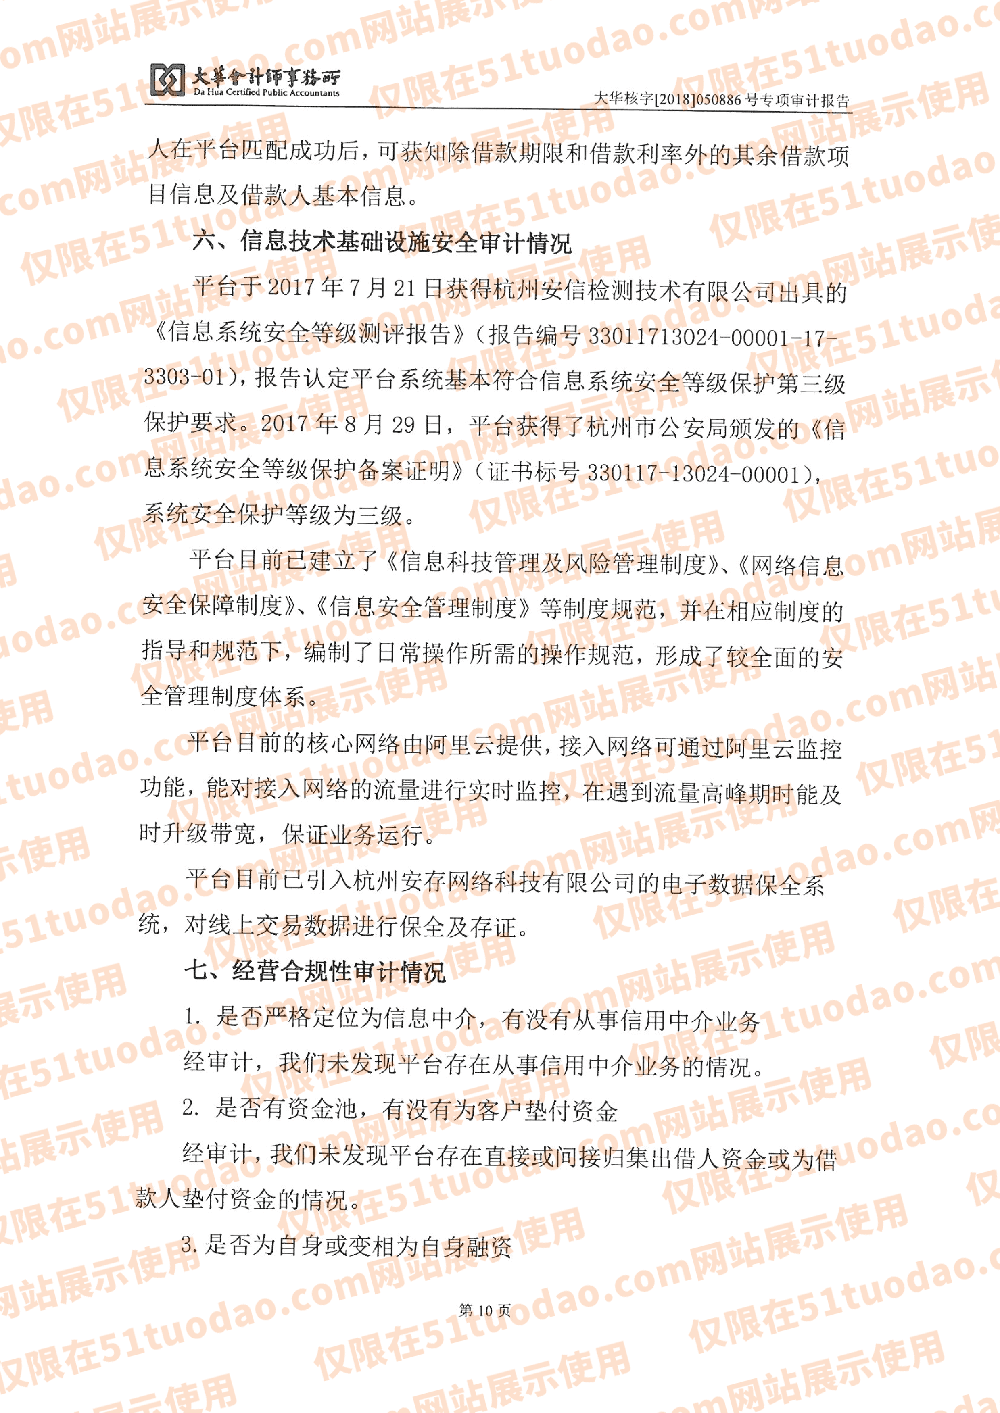 大华会计师事务所
Da Hua Certified Public Accountants
大华核字[2018]050886号专项审计报告
人在平台匹配成功后，可获知除借款期限和借款利率外的其余借款项
目信息及借款人基本信息。
六、信息技术基础设施安全审计情况
平台于 2017 年 7 月 21 日获得杭州安信检测技术有限公司出具的
《信息系统安全等级测评报告》（报告编号 33011713024-00001-17-
3303-01），报告认定平台系统基本符合信息系统安全等级保护第三级
保护要求。2017 年 8 月 29 日，平台获得了杭州市公安局颁发的《信
息系统安全等级保护备案证明》（证书标号 330117-13024-00001），
系统安全保护等级为三级。
平台目前已建立了《信息科技管理及风险管理制度》、《网络信息
安全保障制度》、《信息安全管理制度》等制度规范，并在相应制度的
指导和规范下，编制了日常操作所需的操作规范，形成了较全面的安
全管理制度体系。
平台目前的核心网络由阿里云提供，接入网络可通过阿里云监控
功能，能对接入网络的流量进行实时监控，在遇到流量高峰期时能及
时升级带宽，保证业务运行。
平台目前已引入杭州安存网络科技有限公司的电子数据保全系
统，对线上交易数据进行保全及存证。
七、经营合规性审计情况
1. 是否严格定位为信息中介，有没有从事信用中介业务
经审计，我们未发现平台存在从事信用中介业务的情况。
2. 是否有资金池，有没有为客户垫付资金
经审计，我们未发现平台存在直接或间接归集出借人资金或为借
款人垫付资金的情况。
3. 是否为自身或变相为自身融资
第 10 页
仅限在51tuodao.com网站展示使用